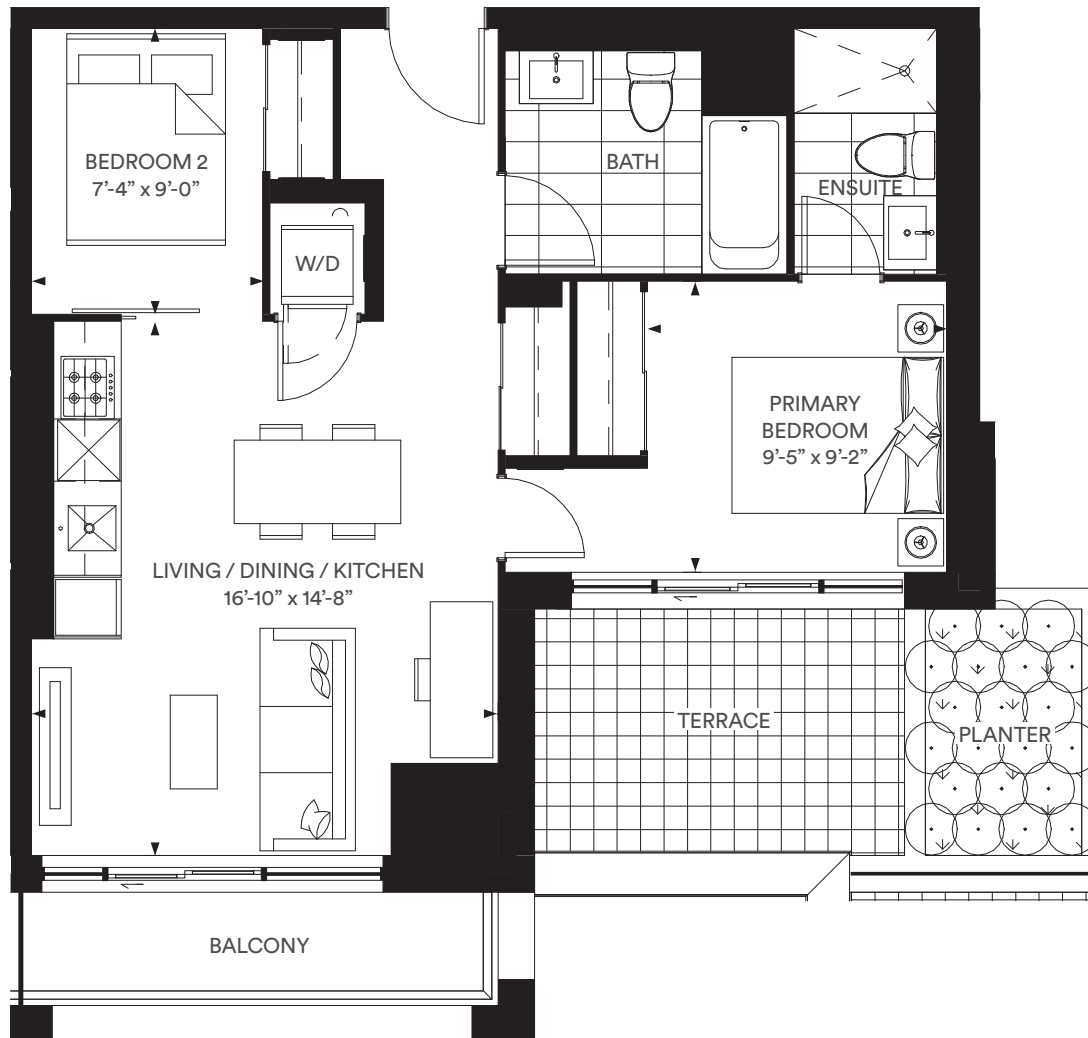 BEDROOM 2
7’-4” x 9’-0”
W/D
BATH
ENSUITE
PRIMARY
BEDROOM
9’-5” x 9’-2”
LIVING / DINING / KITCHEN
16’-10” x 14’-8”
TERRACE
PLANTER
BALCONY